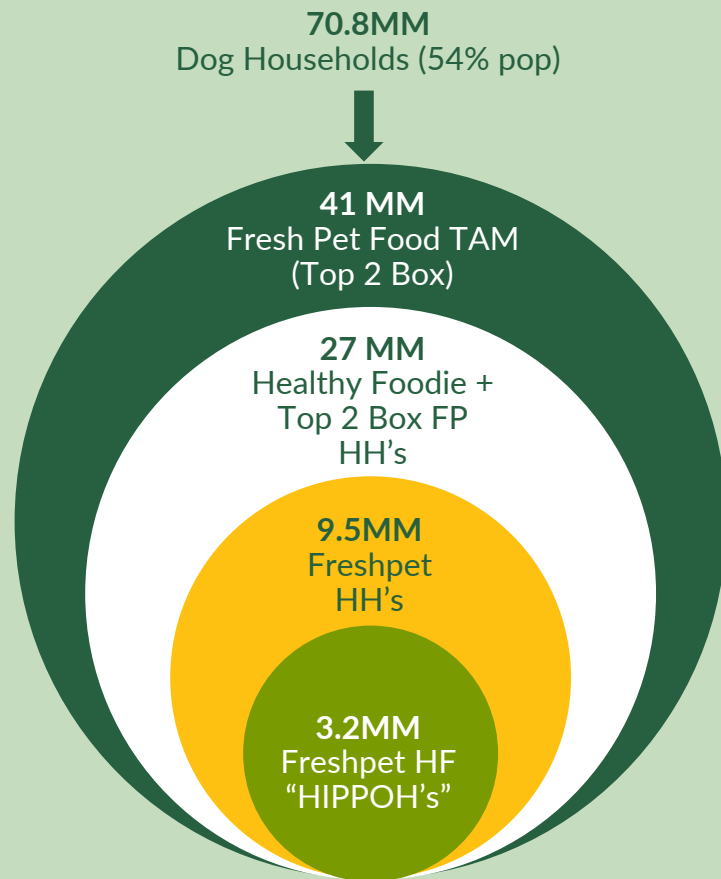 70.8MM
Dog Households (54% pop)
41 MM
Fresh Pet Food TAM
(Top 2 Box)
27 MM
Healthy Foodie +
Top 2 Box FP
HH’s
9.5MM
Freshpet
HH’s
3.2MM
Freshpet HF
“HIPPOH’s”